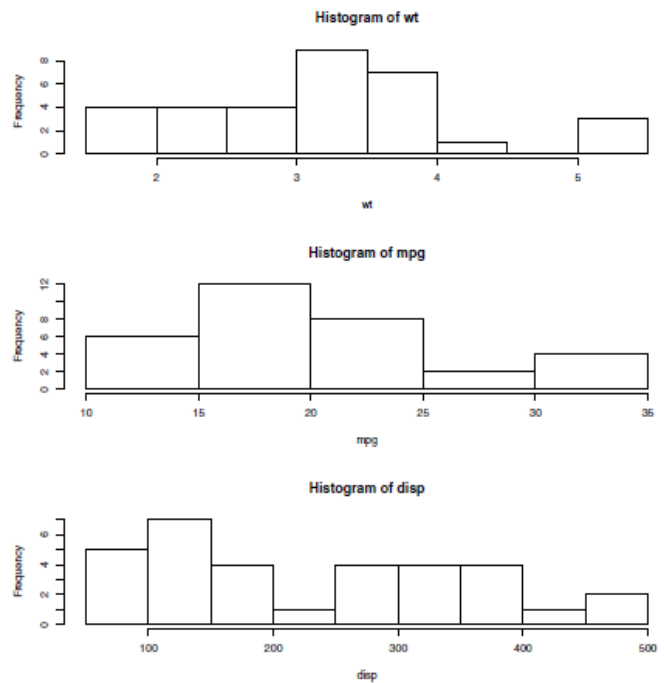 Histogram of wt
Frequency
0 2 4 6 8
2 3 4 5
wt
Histogram of mpg
Frequency
0 2 4 6 8 12
10 15 20 25 30 35
mpg
Histogram of disp
Frequency
0 2 4 6
100 200 300 400 500
disp